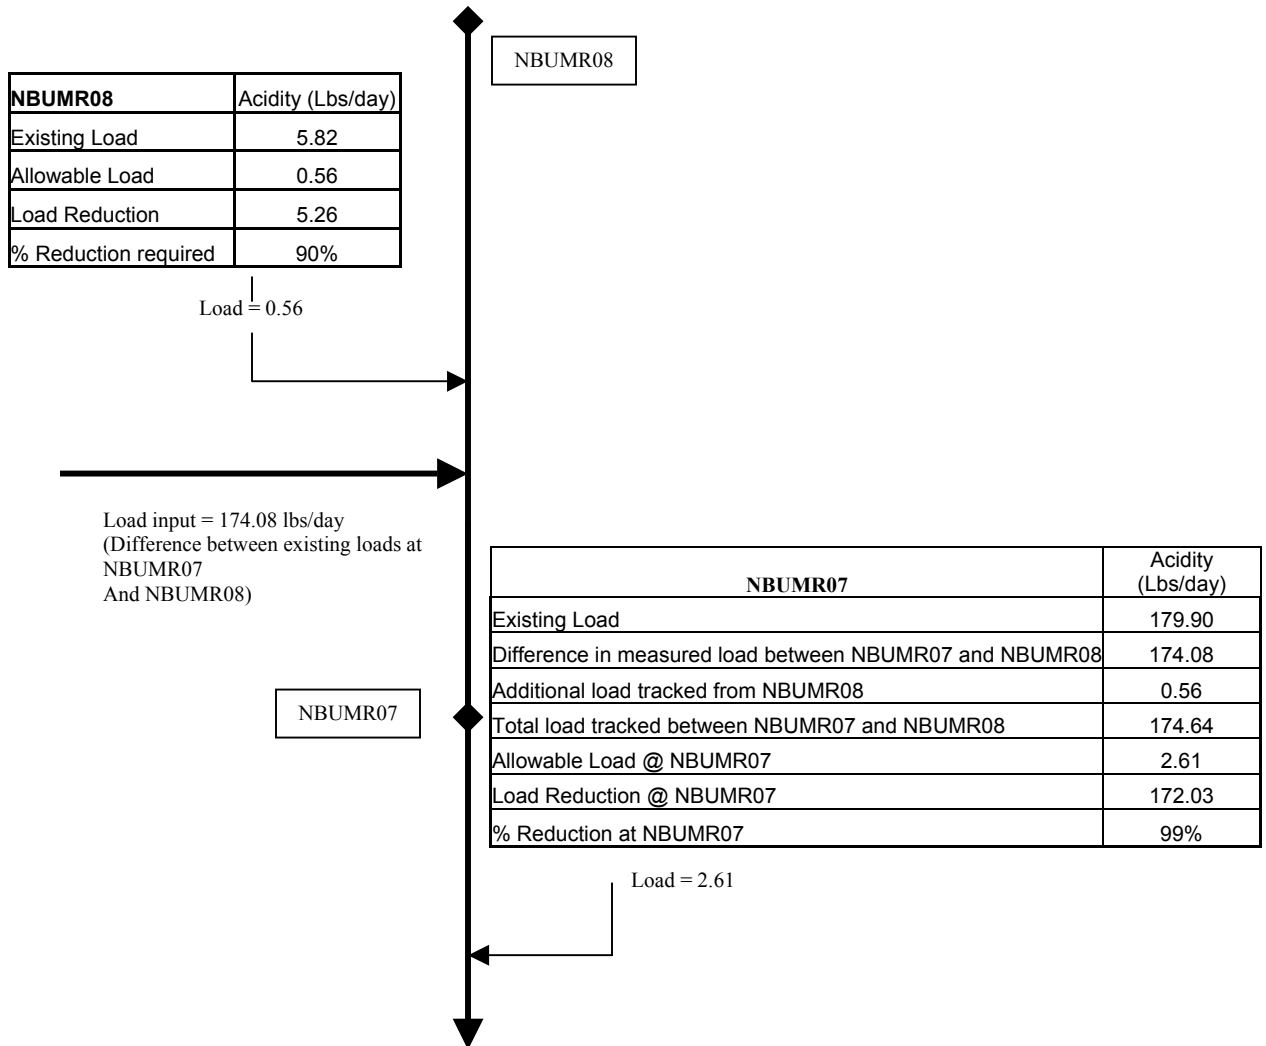 NBUMR08
NBUMR08 Acidity (Lbs/day)
Existing Load 5.82
Allowable Load 0.56
Load Reduction 5.26
% Reduction required 90%
Load = 0.56
Load input = 174.08 lbs/day
(Difference between existing loads at
NBUMR07
And NBUMR08)
NBUMR07
NBUMR07 Acidity
(Lbs/day)
Existing Load 179.90
Difference in measured load between NBUMR07 and NBUMR08 174.08
Additional load tracked from NBUMR08 0.56
Total load tracked between NBUMR07 and NBUMR08 174.64
Allowable Load @ NBUMR07 2.61
Load Reduction @ NBUMR07 172.03
% Reduction at NBUMR07 99%
Load = 2.61